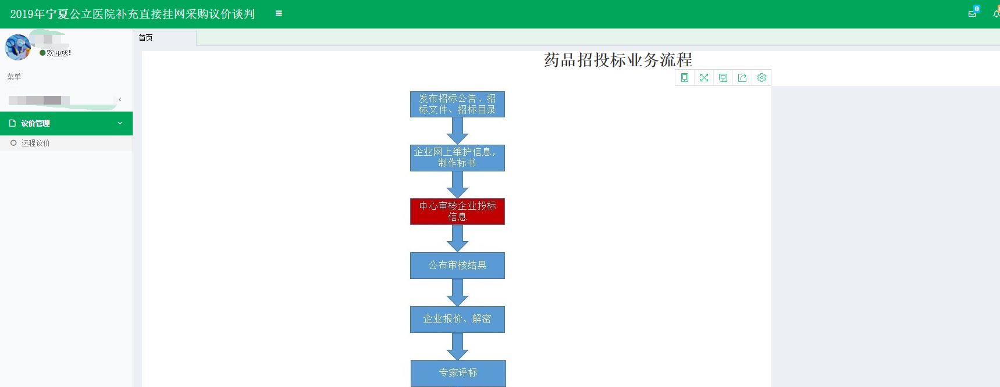 2019年宁夏公立医院补充直接挂网采购议价谈判
0
首页
欢迎您!
菜单
议价管理
远程议价
药品招投标业务流程
发布招标公告、招
标文件、招标目录
企业网上维护信息，
制作标书
中心审核企业投标
信息
公布审核结果
企业报价、解密
专家评标